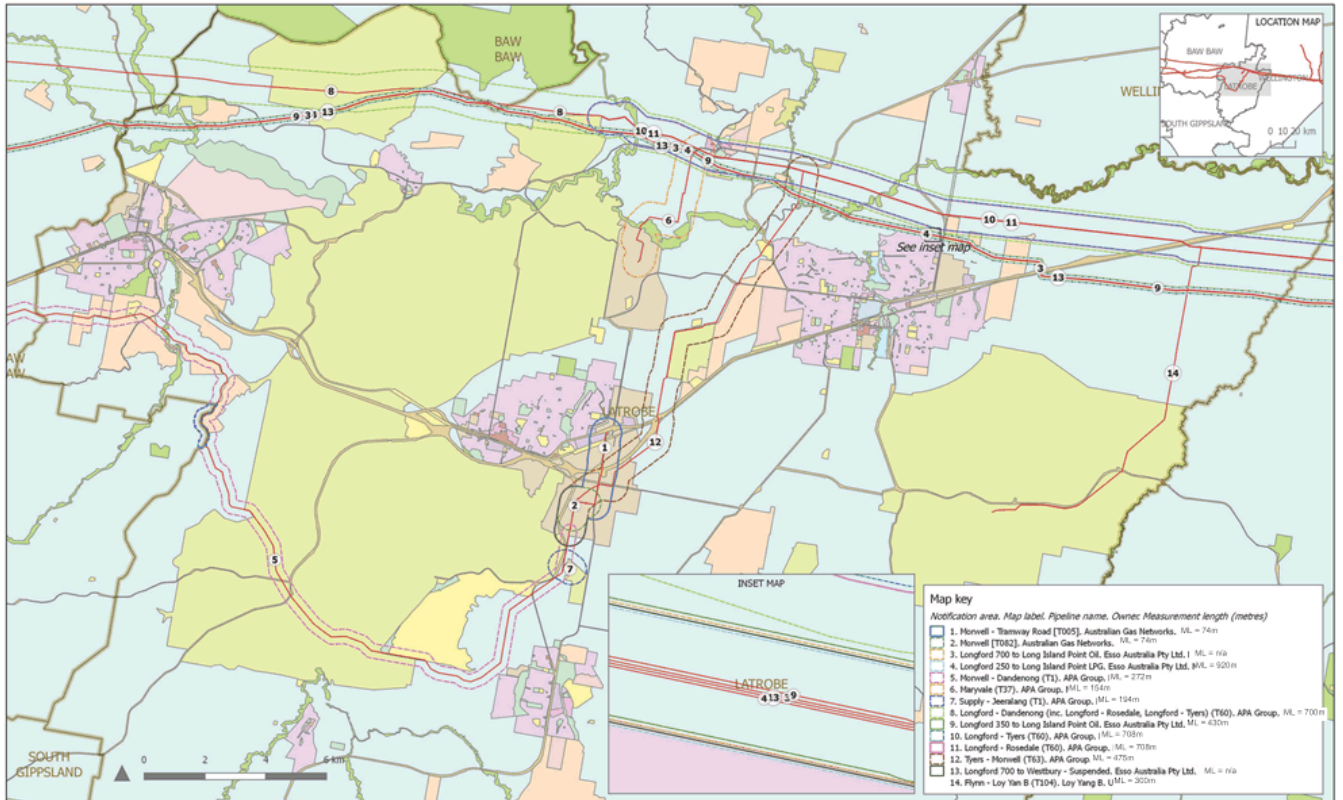 BAW
BAW
WELLI
LOCATION MAP
BAW BAW
WELLINGTON
LATROBE
SOUTH GIPPSLAND
0 10 20 km
8
9 3 13
8
10 11
13 3 4
9
6
10 11
4
See inset map
3
13
9
14
AW
AW
LATROBE
1
12
2
5
7
SOUTH
GIPPSLAND
0 2 4 6 km
INSET MAP
LATROBE
4 13 9
Map key
Notification area. Map label. Pipeline name. Owner. Measurement length (metres)
1. Morwell - Tramway Road [T005]. Australian Gas Networks. ML = 74m
2. Morwell [T082]. Australian Gas Networks. ML = 74m
3. Longford 700 to Long Island Point Oil. Esso Australia Pty Ltd. ML = n/a
4. Longford 250 to Long Island Point LPG. Esso Australia Pty Ltd. ML = 920m
5. Morwell - Dandenong (T1). APA Group. ML = 272m
6. Maryvale (T37). APA Group. ML = 154m
7. Supply - Jeeralang (T1). APA Group. ML = 194m
8. Longford - Dandenong (inc. Longford - Rosedale, Longford - Tyers) (T60). APA Group. ML = 700m
9. Longford 350 to Long Island Point Oil. Esso Australia Pty Ltd. ML = 430m
10. Longford - Tyers (T60). APA Group. ML = 708m
11. Longford - Rosedale (T60). APA Group. ML = 708m
12. Tyers - Morwell (T63). APA Group ML = 475m
13. Longford 700 to Westbury - Suspended. Esso Australia Pty Ltd. ML = n/a
14. Flynn - Loy Yan B (T104). Loy Yang B. ML = 300m